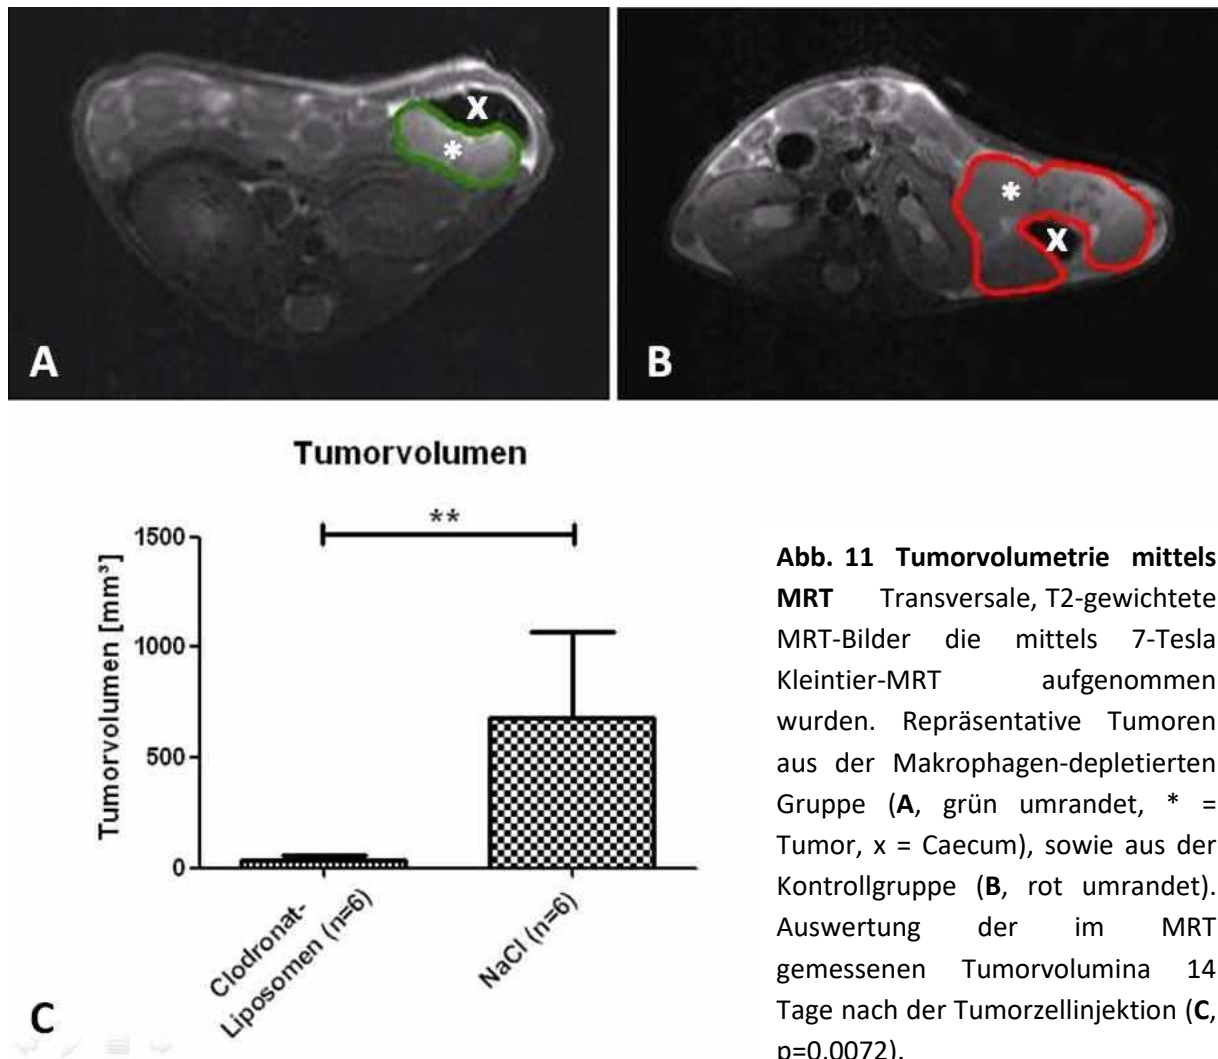 x
*
A
*
x
B
Tumorvolumen
**
Tumorvolumen [mm³]
1500
1000
500
0
Clodronat-
Liposomen (n=6)
NaCl (n=6)
C
Abb. 11 Tumorvolumetrie mittels
MRT Transversale, T2-gewichtete
MRT-Bilder die mittels 7-Tesla
Kleintier-MRT aufgenommen
wurden. Repräsentative Tumoren
aus der Makrophagen-depletierten
Gruppe (A, grün umrandet, * =
Tumor, x = Caecum), sowie aus der
Kontrollgruppe (B, rot umrandet).
Auswertung der im MRT
gemessenen Tumorvolumina 14
Tage nach der Tumorzellinjektion (C,
p=0.0072).